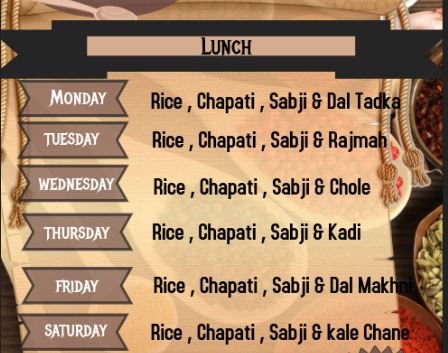 LUNCH
MONDAY Rice , Chapati , Sabji & Dal Tadka
TUESDAY Rice , Chapati , Sabji & Rajmah
WEDNESDAY Rice , Chapati , Sabji & Chole
THURSDAY Rice , Chapati , Sabji & Kadi
FRIDAY Rice , Chapati , Sabji & Dal Makhni
SATURDAY Rice , Chapati , Sabji & kale Chane